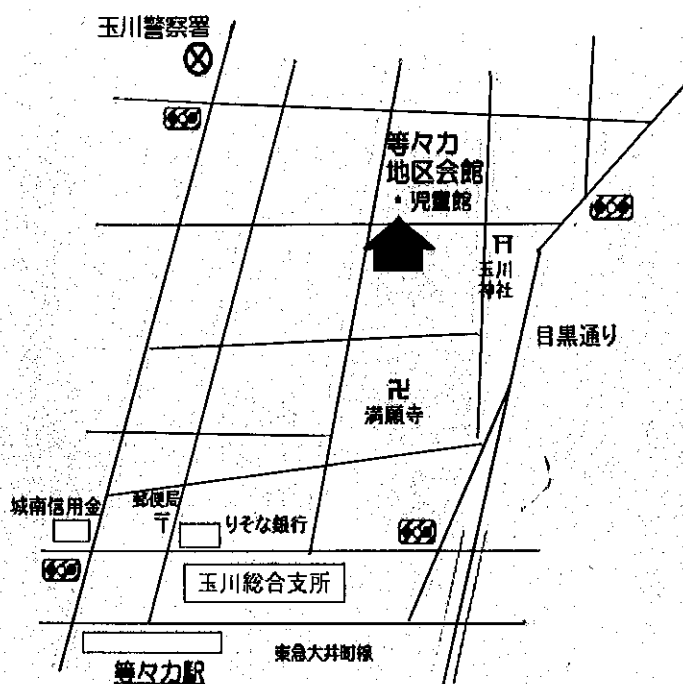 玉川警察署
等々力
地区会館
・児童館
玉川
神社
目黒通り
卍
満願寺
城南信用金
郵便局
〒
りそな銀行
玉川総合支所
東急大井町線
等々力駅